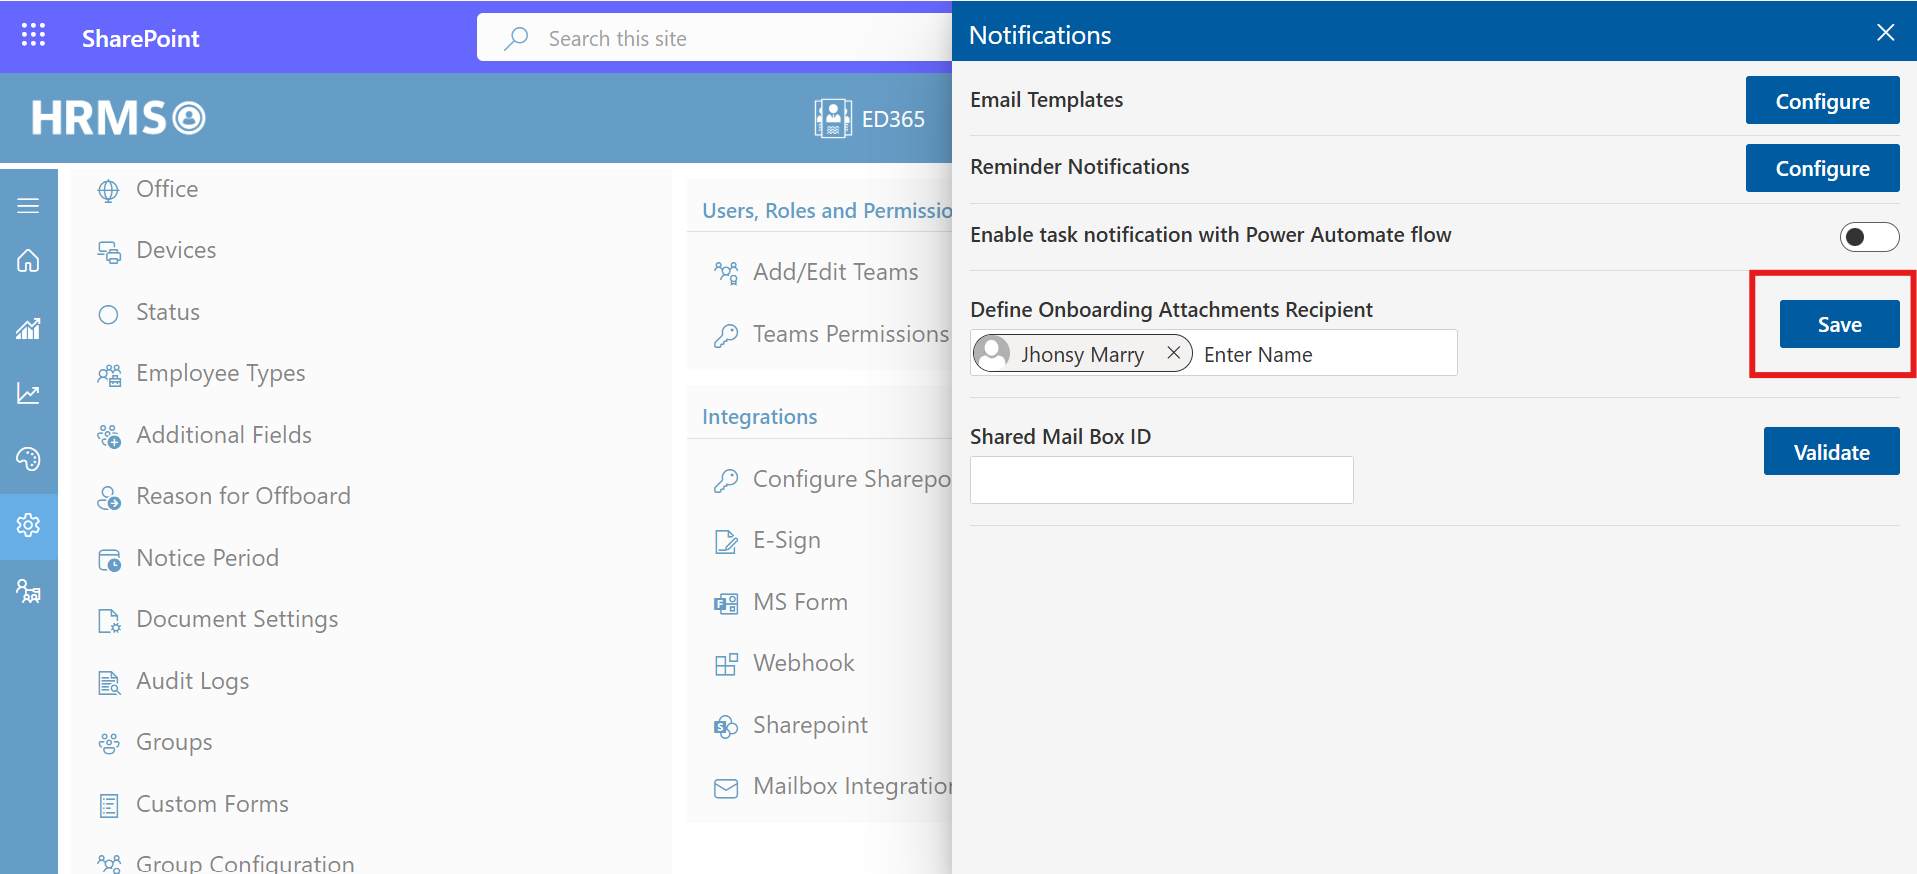 SharePoint
Search this site
HRMS
ED365
Office
Devices
Status
Employee Types
Additional Fields
Reason for Offboard
Notice Period
Document Settings
Audit Logs
Groups
Custom Forms
Group Configuration
Users, Roles and Permissio
Add/Edit Teams
Teams Permissions
Integrations
Configure Sharepo
E-Sign
MS Form
Webhook
Sharepoint
Mailbox Integration
Notifications
Email Templates
Configure
Reminder Notifications
Configure
Enable task notification with Power Automate flow
Define Onboarding Attachments Recipient
Jhonsy Marry
Enter Name
Save
Shared Mail Box ID
Validate